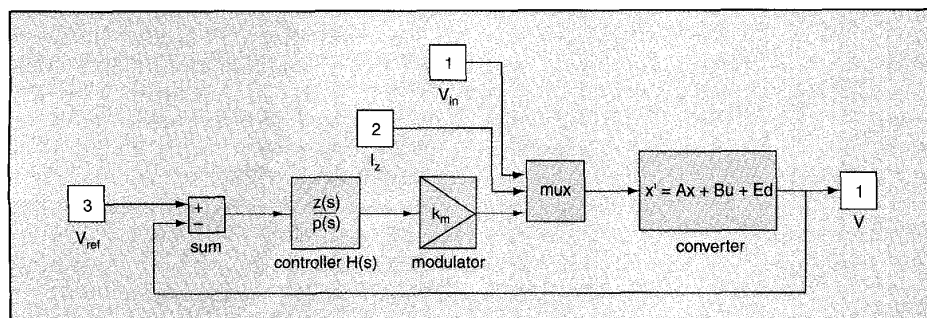 1
V_in
2
I_z
3
V_ref
+
−
sum
z(s)
p(s)
controller H(s)
k_m
modulator
mux
x' = Ax + Bu + Ed
converter
1
V